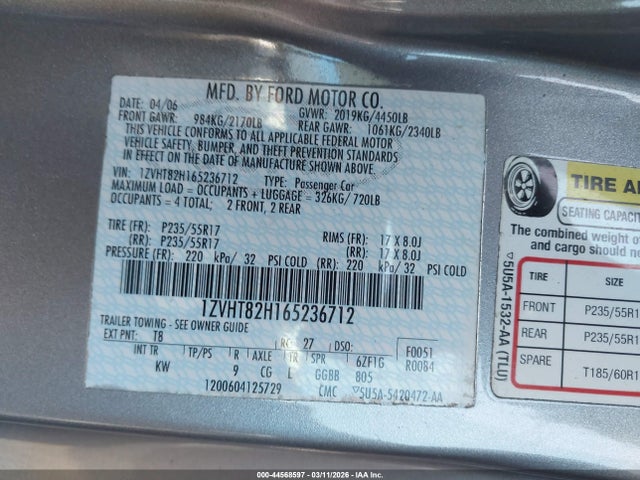 MFD. BY FORD MOTOR CO.
DATE: 04/06 GVWR: 2019KG/4450LB
FRONT GAWR: 984KG/2170LB REAR GAWR: 1061KG/2340LB
THIS VEHICLE CONFORMS TO ALL APPLICABLE FEDERAL MOTOR
VEHICLE SAFETY, BUMPER, AND THEFT PREVENTION STANDARDS
IN EFFECT ON THE DATE OF MANUFACTURE SHOWN ABOVE.
VIN: 1ZVHT82H165236712 TYPE: Passenger Car
MAXIMUM LOAD = OCCUPANTS + LUGGAGE = 326KG/720LB
OCCUPANTS = 4 TOTAL; 2 FRONT, 2 REAR
TIRE (FR): P235/55R17 RIMS (FR): 17 X 8.0J
(RR): P235/55R17 (RR): 17 X 8.0J
PRESSURE (FR): 220 kPa/ 32 PSI COLD (RR): 220 kPa/ 32 PSI COLD
1ZVHT82H165236712
TRAILER TOWING - SEE OWNER GUIDE
EXT PNT: T8 RC: 27 DSO: F0051
R0084
INT TR TP/PS R AXLE TR SPR 6ZF1G
KW 9 CG L GGBB 805
1200604125729 CMC ▽5U5A-5420472-AA
TIRE A
SEATING CAPACIT
The combined weight o
and cargo should ne
TIRE SIZE
FRONT P235/55R1
REAR P235/55R1
SPARE T185/60R1
▽5U5A-1532-AA (TLU)
000-44568597 - 03/11/2026 - IAA Inc.